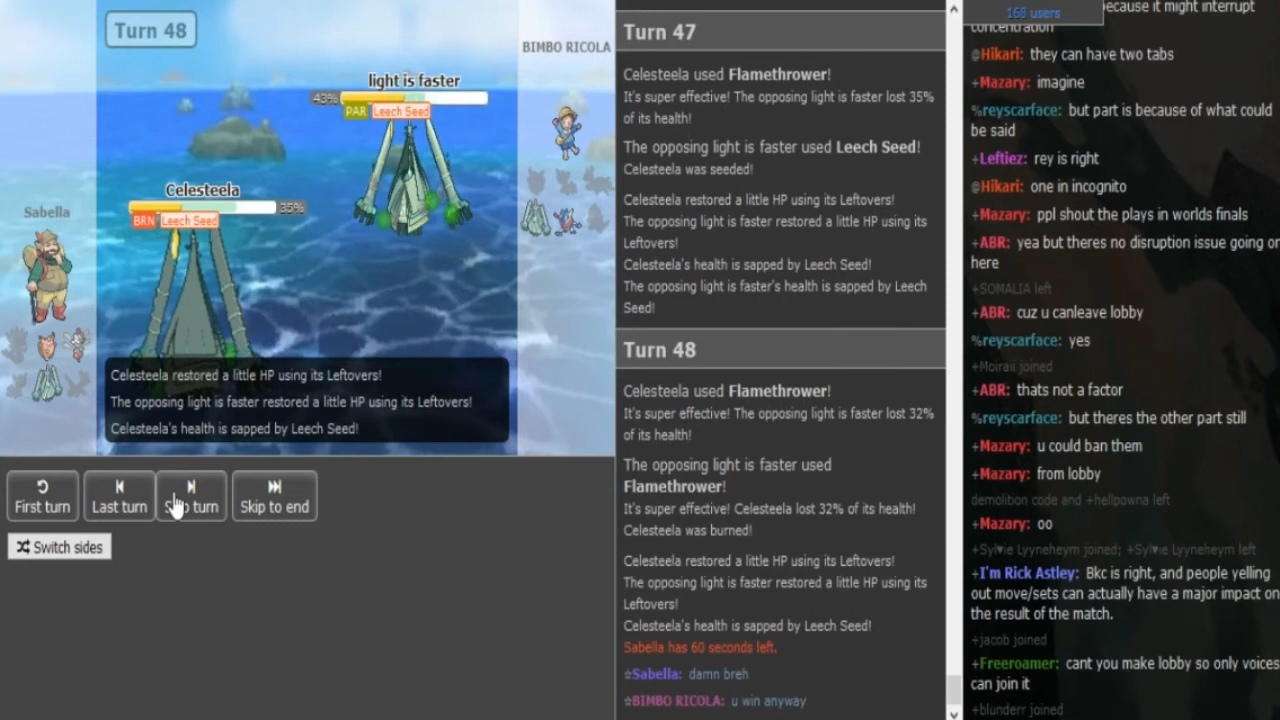 Turn 48
BIMBO RICOLA
light is faster
43%
PAR Leech Seed
Celesteela
35%
BRN Leech Seed
Sabella
Celesteela restored a little HP using its Leftovers!
The opposing light is faster restored a little HP using its Leftovers!
Celesteela's health is sapped by Leech Seed!
First turn
Last turn
turn
Skip to end
Switch sides
Turn 47
Celesteela used Flamethrower!
It's super effective! The opposing light is faster lost 35%
of its health!
The opposing light is faster used Leech Seed!
Celesteela was seeded!
Celesteela restored a little HP using its Leftovers!
The opposing light is faster restored a little HP using its
Leftovers!
Celesteela's health is sapped by Leech Seed!
The opposing light is faster's health is sapped by Leech
Seed!
Turn 48
Celesteela used Flamethrower!
It's super effective! The opposing light is faster lost 32%
of its health!
The opposing light is faster used
Flamethrower!
It's super effective! Celesteela lost 32% of its health!
Celesteela was burned!
Celesteela restored a little HP using its Leftovers!
The opposing light is faster restored a little HP using its
Leftovers!
Celesteela's health is sapped by Leech Seed!
Sabella has 60 seconds left.
☆Sabella: damn breh
☆BIMBO RICOLA: u win anyway
168 users
ecause it might interrupt
concentration
@Hikari: they can have two tabs
+Mazary: imagine
%reyscarface: but part is because of what could
be said
+Leftiez: rey is right
@Hikari: one in incognito
+Mazary: ppl shout the plays in worlds finals
+ABR: yea but theres no disruption issue going or
here
+SOMALIA left
+ABR: cuz u canleave lobby
%reyscarface: yes
+Moiraii joined
+ABR: thats not a factor
%reyscarface: but theres the other part still
+Mazary: u could ban them
+Mazary: from lobby
demolition code and +hellpowna left
+Mazary: oo
+Syl♥ie Lyyneheym joined; +Syl♥ie Lyyneheym left
+I'm Rick Astley: Bkc is right, and people yelling
out move/sets can actually have a major impact on
the result of the match.
+jacob joined
+Freeroamer: cant you make lobby so only voices
can join it
+blunderr joined